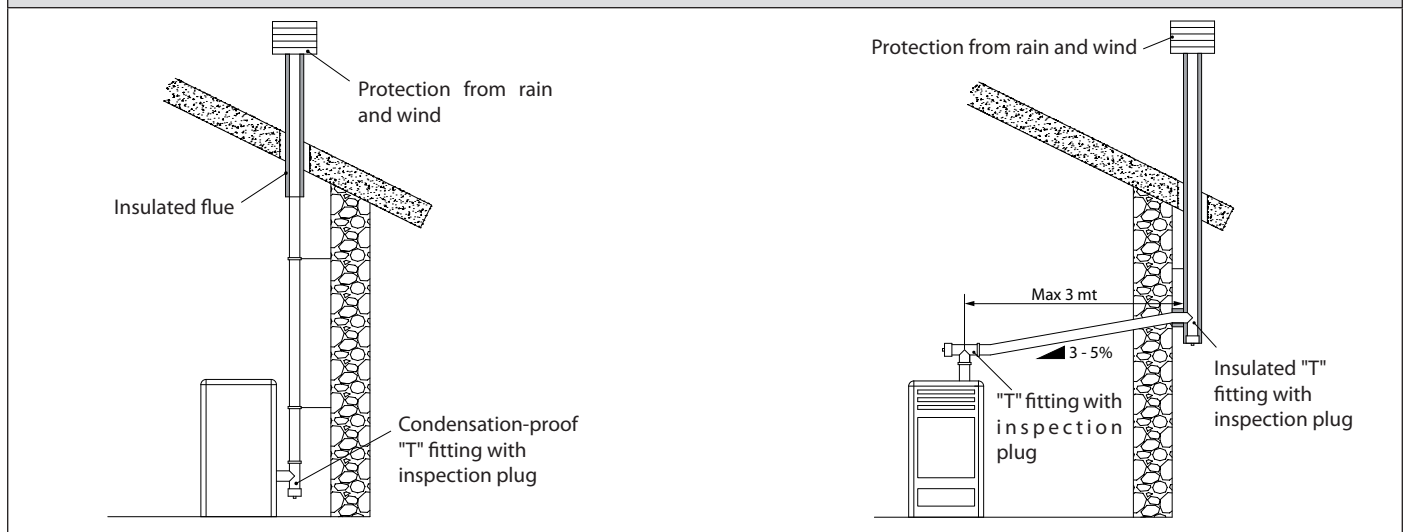 Protection from rain
and wind
Insulated flue
Condensation-proof
"T" fitting with
inspection plug
Protection from rain and wind
Max 3 mt
3 - 5%
"T" fitting with
inspection
plug
Insulated "T"
fitting with
inspection plug